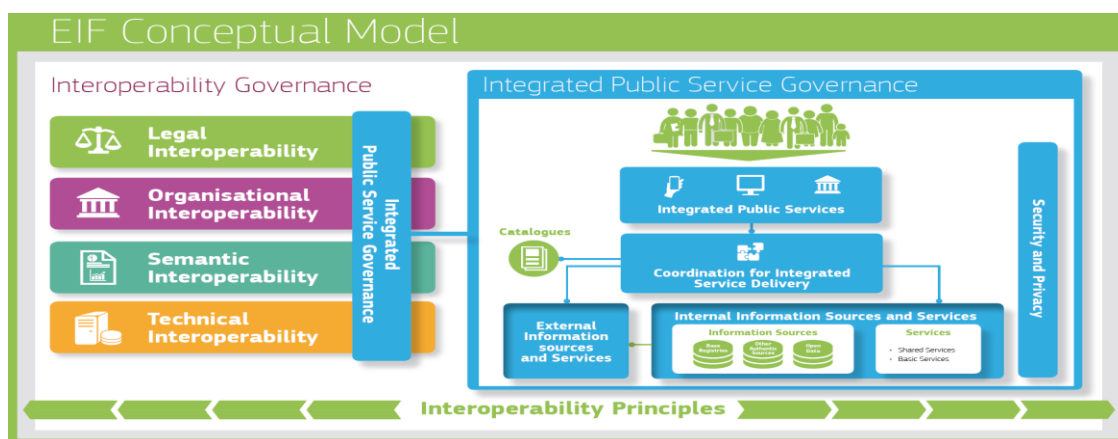 EIF Conceptual Model
Interoperability Governance
Legal
Interoperability
Organisational
Interoperability
Semantic
Interoperability
Technical
Interoperability
Integrated
Public Service Governance
Integrated Public Service Governance
Integrated Public Services
Catalogues
Coordination for Integrated
Service Delivery
External
Information
sources
and Services
Internal Information Sources and Services
Information Sources
Base
Registries
Other
Authentic
Sources
Open
Data
Services
• Shared Services
• Basic Services
Security and Privacy
Interoperability Principles